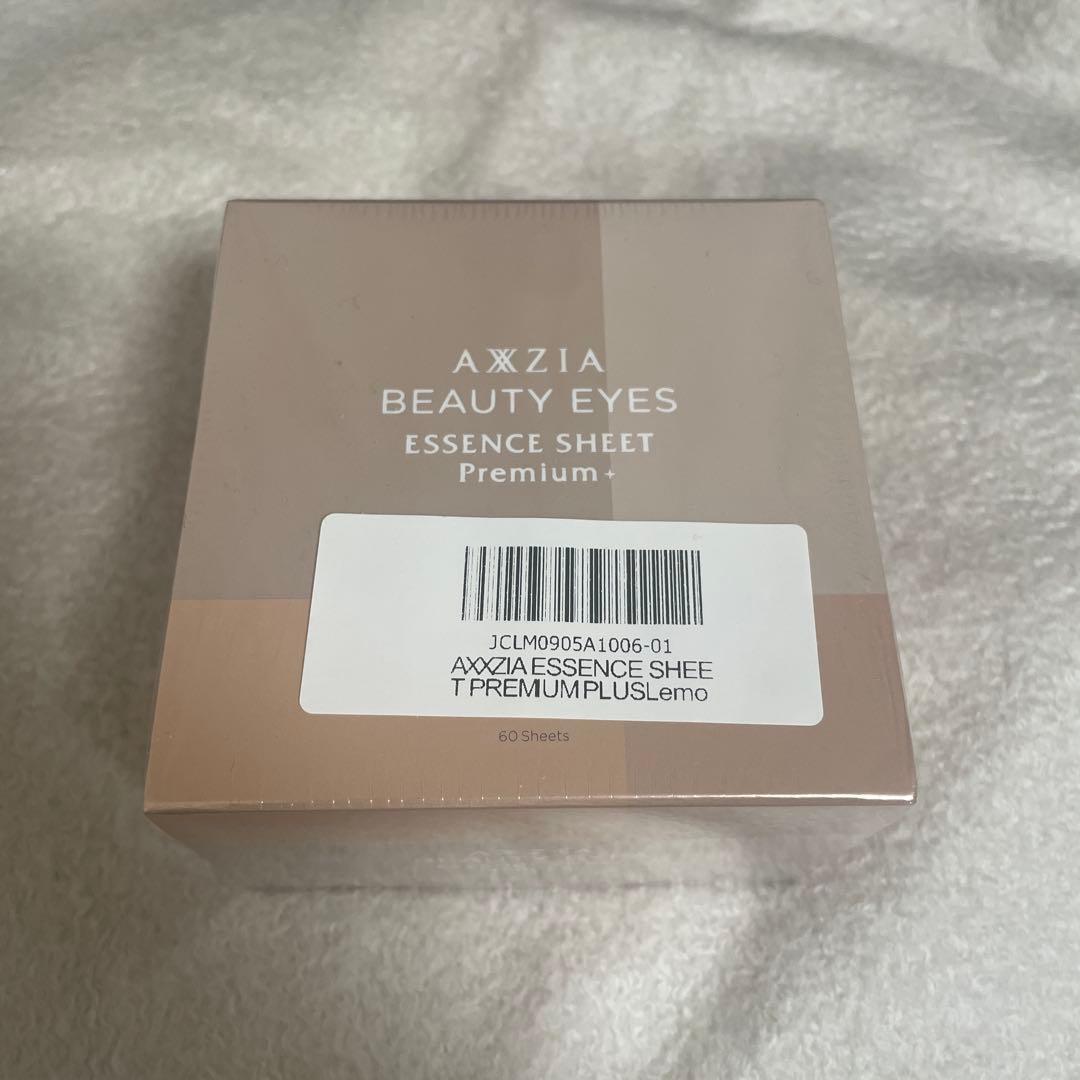 AXXZIA
BEAUTY EYES
ESSENCE SHEET
Premium+
JCLM0905A1006-01
AXXZIA ESSENCE SHEE
T PREMIUM PLUSLemo
60 Sheets